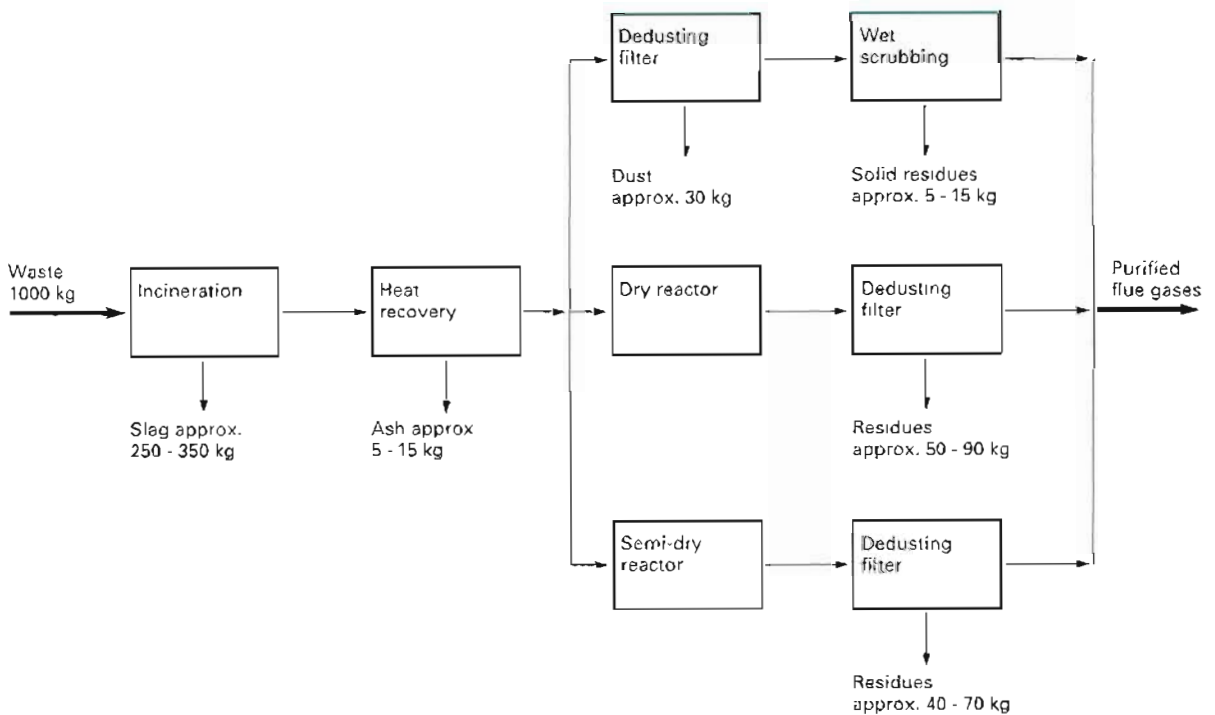 Waste
1000 kg
Incineration
Slag approx.
250 - 350 kg
Heat
recovery
Ash approx
5 - 15 kg
Dedusting
filter
Dust
approx. 30 kg
Wet
scrubbing
Solid residues
approx. 5 - 15 kg
Dry reactor
Dedusting
filter
Residues
approx. 50 - 90 kg
Semi-dry
reactor
Dedusting
filter
Residues
approx. 40 - 70 kg
Purified
flue gases